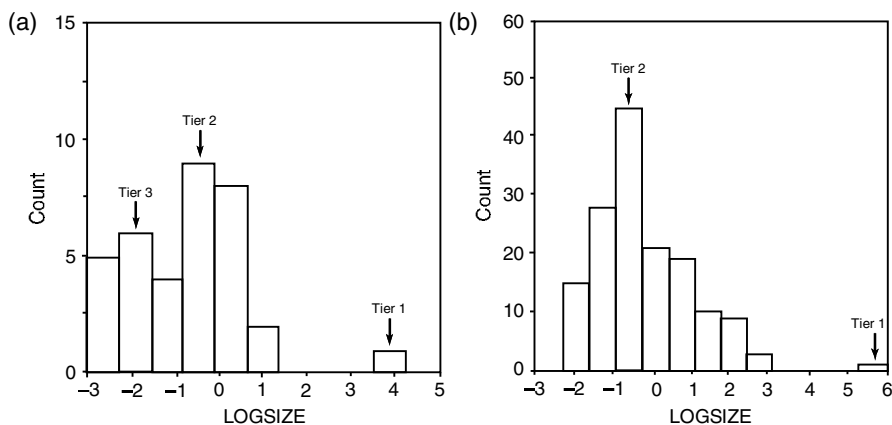 (a)
15
10
5
0
Count
Tier 3
Tier 2
Tier 1
–3 –2 –1 0 1 2 3 4 5
LOGSIZE
(b)
60
50
40
30
20
10
0
Count
Tier 2
Tier 1
–3 –2 –1 0 1 2 3 4 5 6
LOGSIZE